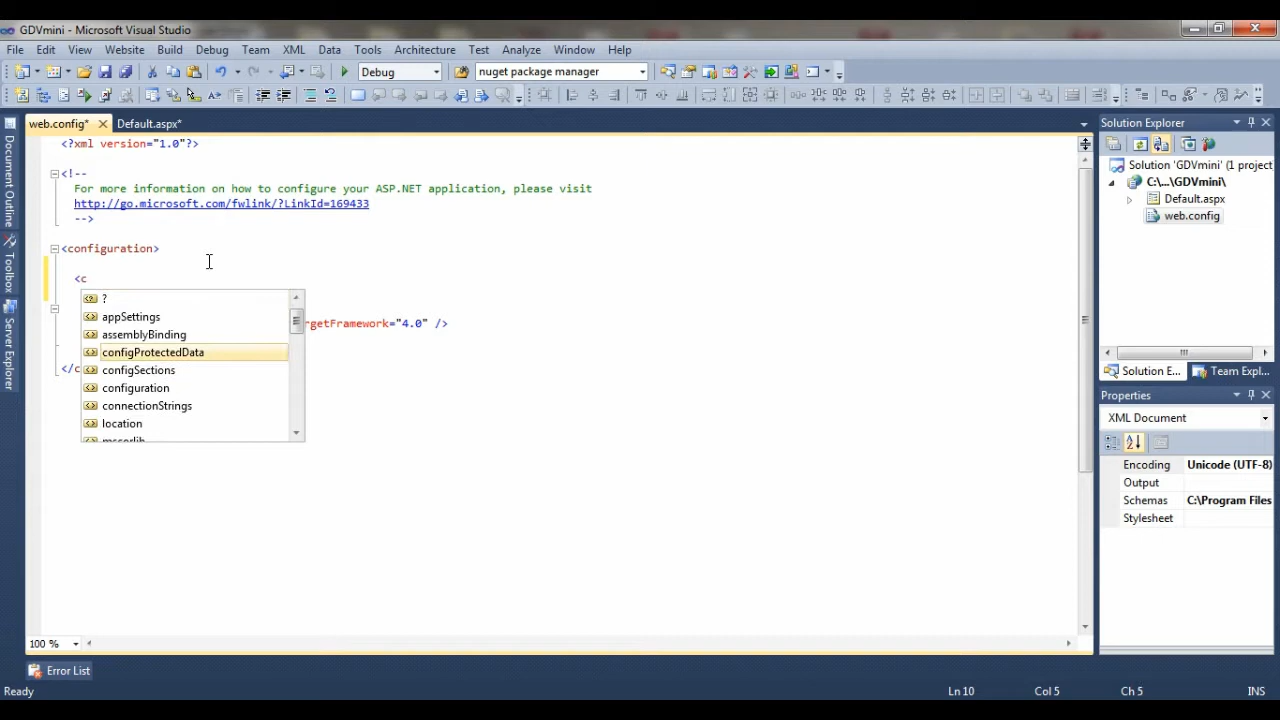 GDVmini - Microsoft Visual Studio
File Edit View Website Build Debug Team XML Data Tools Architecture Test Analyze Window Help
Debug nuget package manager
web.config* Default.aspx*
<?xml version="1.0"?>
<!--
For more information on how to configure your ASP.NET application, please visit
http://go.microsoft.com/fwlink/?LinkId=169433
-->
<configuration>
<c
?
appSettings
assemblyBinding
configProtectedData
configSections
configuration
connectionStrings
location
mscorlib
rgetFramework="4.0" />
</c
100 %
Document Outline
Toolbox
Server Explorer
Solution Explorer
Solution 'GDVmini' (1 project
C:\...\GDVmini\
Default.aspx
web.config
Solution E... Team Expl...
Properties
XML Document
Encoding Unicode (UTF-8)
Output
Schemas C:\Program Files
Stylesheet
Error List
Ready Ln 10 Col 5 Ch 5 INS